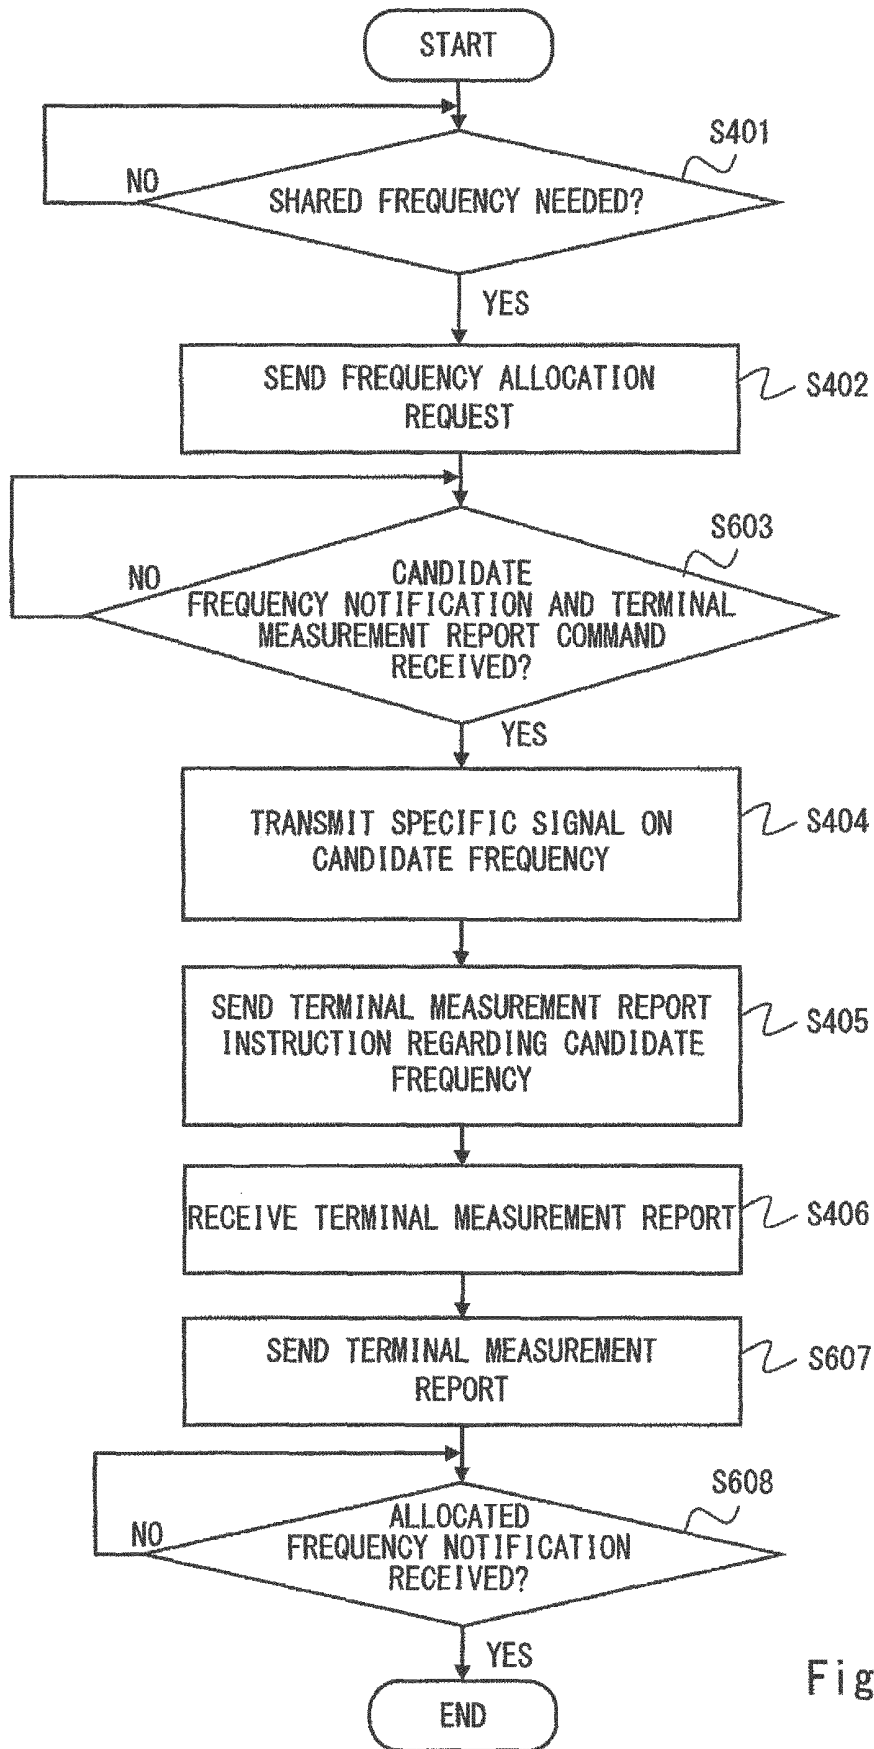 START
S401
NO
SHARED FREQUENCY NEEDED?
YES
SEND FREQUENCY ALLOCATION
REQUEST
S402
S603
NO
CANDIDATE
FREQUENCY NOTIFICATION AND TERMINAL
MEASUREMENT REPORT COMMAND
RECEIVED?
YES
TRANSMIT SPECIFIC SIGNAL ON
CANDIDATE FREQUENCY
S404
SEND TERMINAL MEASUREMENT REPORT
INSTRUCTION REGARDING CANDIDATE
FREQUENCY
S405
RECEIVE TERMINAL MEASUREMENT REPORT
S406
SEND TERMINAL MEASUREMENT
REPORT
S607
S608
NO
ALLOCATED
FREQUENCY NOTIFICATION
RECEIVED?
YES
Fig
END